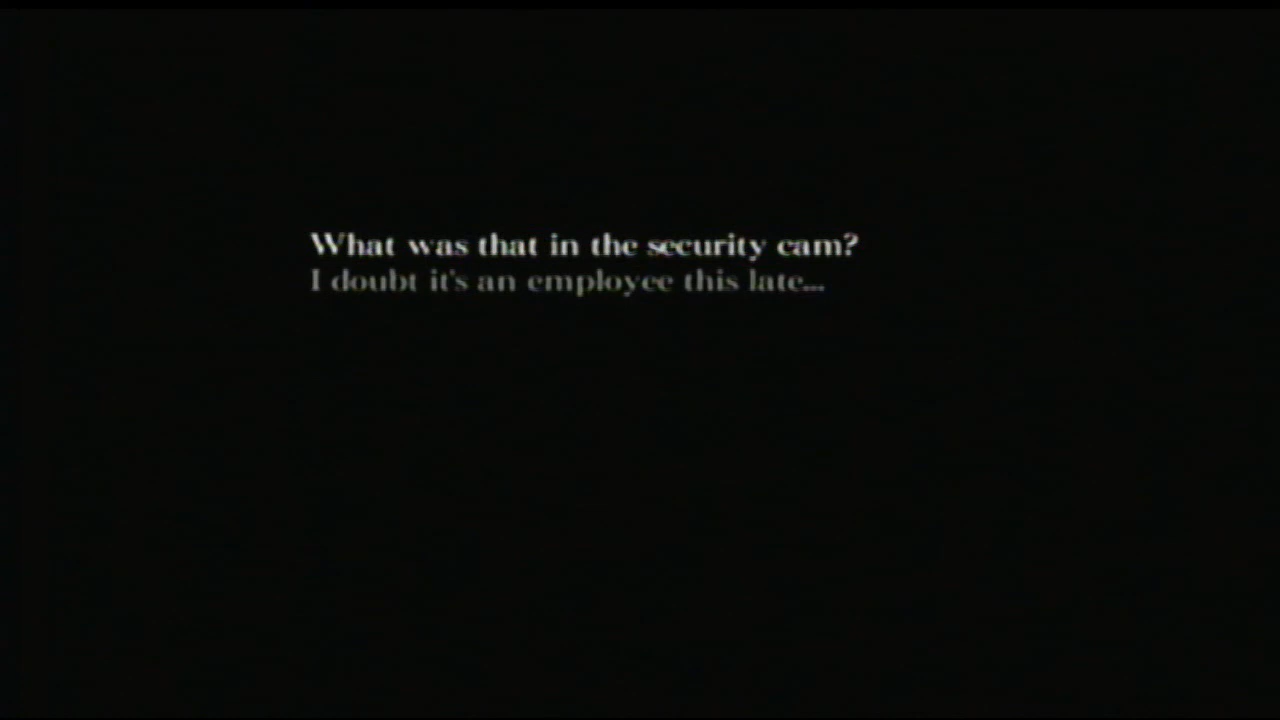 What was that in the security cam?
I doubt it's an employee this late...